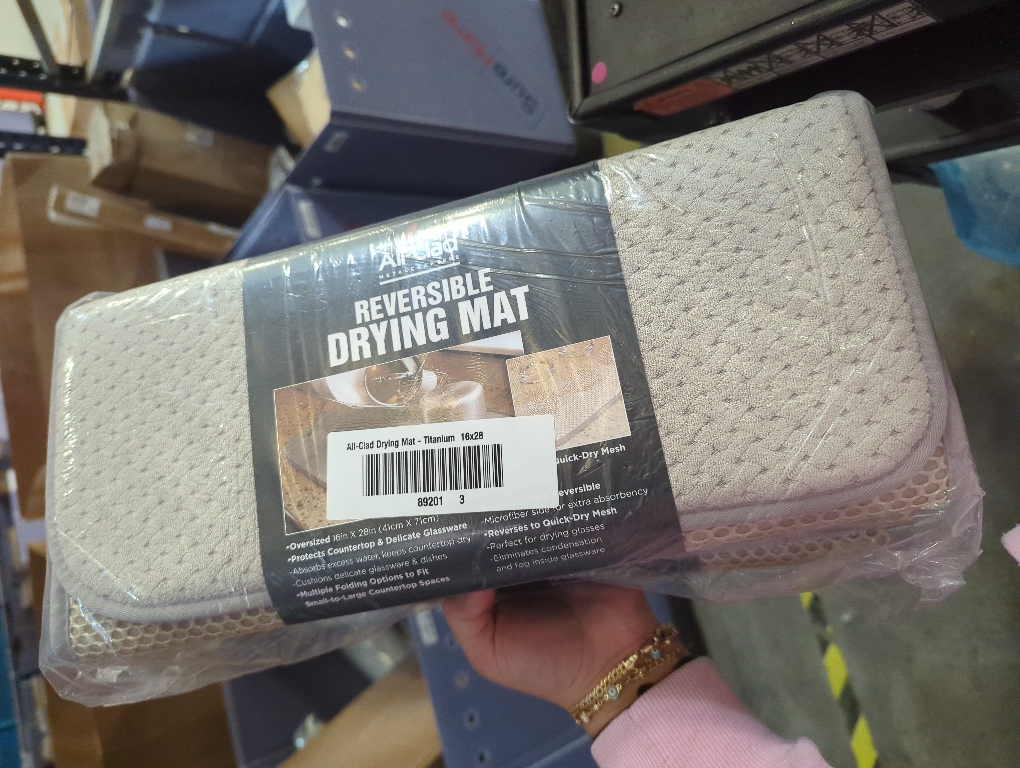 SureHome
All-Clad
METALCRAFTERS
REVERSIBLE
DRYING MAT
All-Clad Drying Mat - Titanium 16x28
89201 3
Quick-Dry Mesh
•Oversized 16in X 28in (41cm X 71cm)
•Protects Countertop & Delicate Glassware
-Absorbs excess water, keeps countertop dry
-Cushions delicate glassware & dishes
•Multiple Folding Options to Fit
Small-to-Large Countertop Spaces
Reversible
-Microfiber side for extra absorbency
•Reverses to Quick-Dry Mesh
-Perfect for drying glasses
-Eliminates condensation
and fog inside glassware